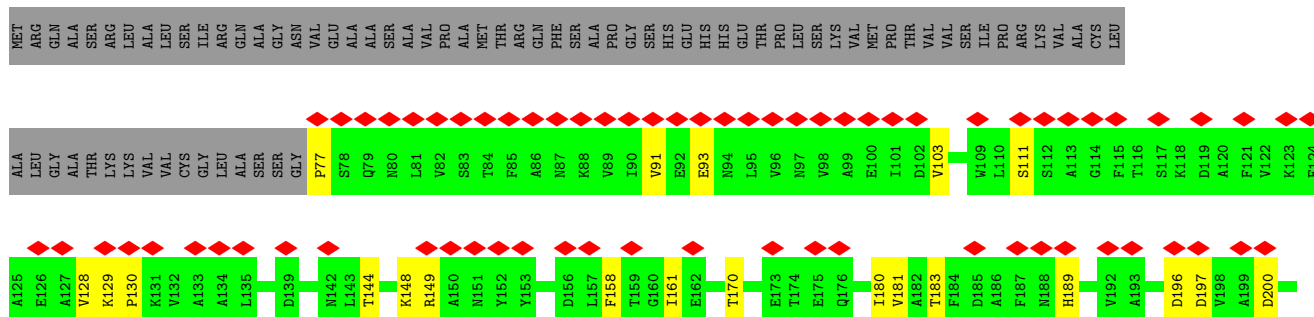 MET ARG GLN ALA SER ARG LEU ALA LEU SER ILE ARG GLN ALA GLY ASN VAL GLU ALA ALA SER ALA VAL PRO ALA MET THR ARG GLN PHE SER ALA PRO GLY SER HIS GLU HIS HIS GLU THR PRO LEU SER LYS VAL MET PRO THR VAL VAL SER ILE PRO ARG LYS VAL ALA CYS LEU
ALA LEU GLY ALA THR LYS LYS VAL VAL CYS GLY LEU ALA SER SER GLY P77 S78 Q79 N80 L81 V82 S83 T84 F85 A86 N87 K88 V89 I90 V91 E92 E93 N94 L95 V96 N97 V98 A99 E100 I101 D102 V103 W109 L110 S111 S112 A113 G114 F115 T116 S117 K118 D119 A120 F121 V122 K123
A125 E126 A127 V128 K129 P130 K131 V132 A133 A134 L135 D139 N142 L143 T144 K148 R149 A150 N151 Y152 Y153 D156 L157 F158 T159 G160 I161 E162 T170 E173 T174 E175 Q176 I180 V181 A182 T183 F184 D185 A186 F187 N188 H189 V192 A193 D196 D197 V198 A199 D200